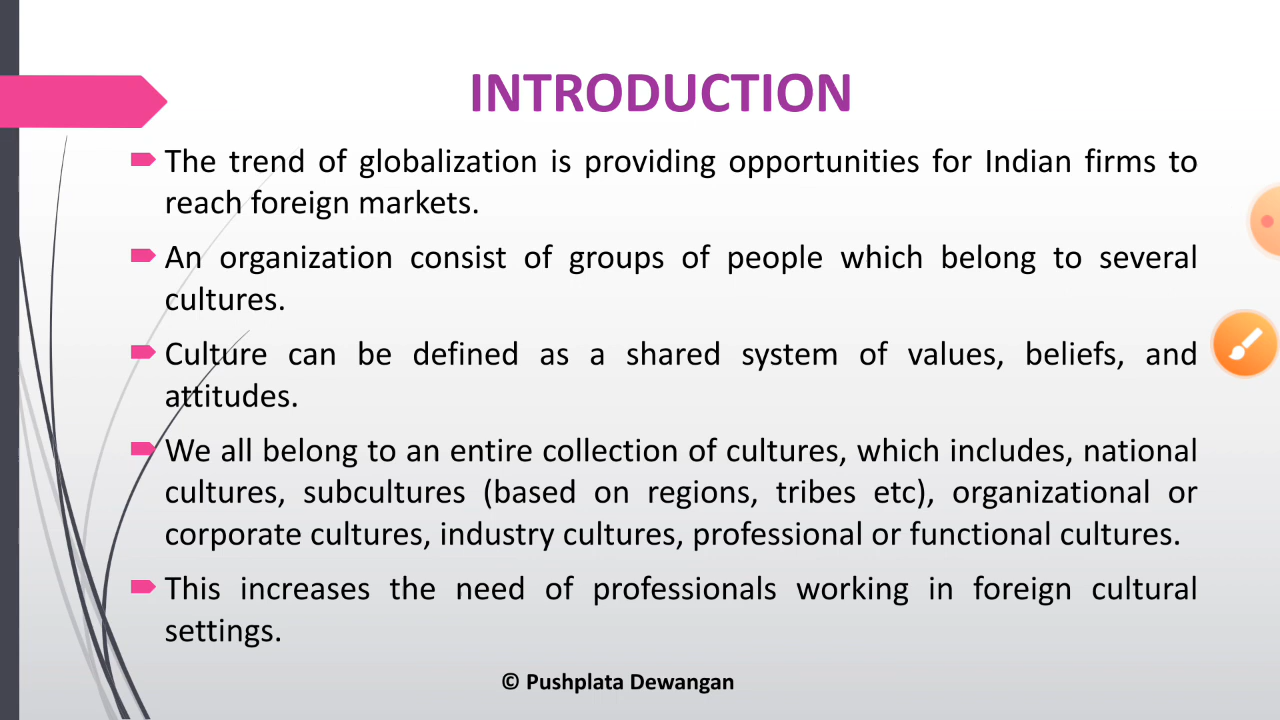 INTRODUCTION
The trend of globalization is providing opportunities for Indian firms to
reach foreign markets.
An organization consist of groups of people which belong to several
cultures.
Culture can be defined as a shared system of values, beliefs, and
attitudes.
We all belong to an entire collection of cultures, which includes, national
cultures, subcultures (based on regions, tribes etc), organizational or
corporate cultures, industry cultures, professional or functional cultures.
This increases the need of professionals working in foreign cultural
settings.
© Pushplata Dewangan